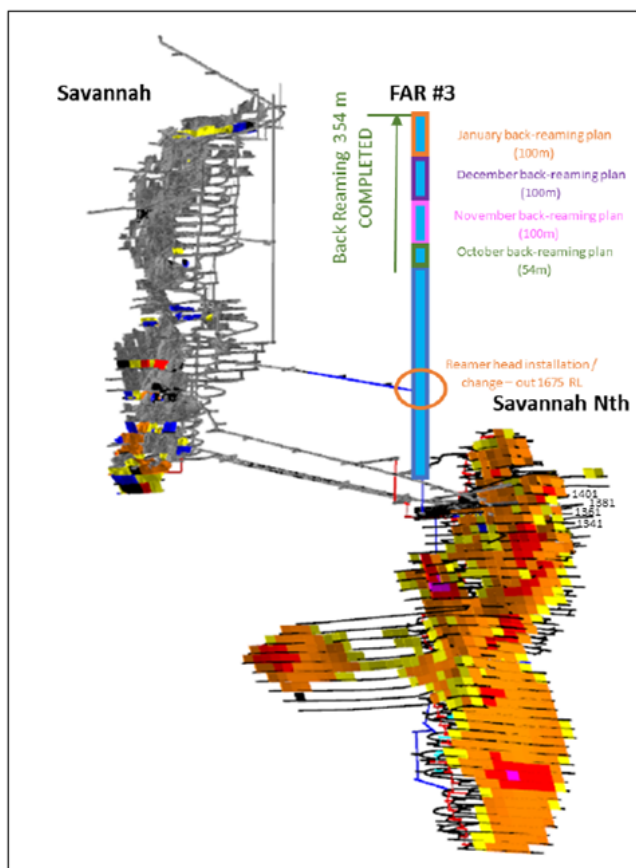 Savannah
FAR #3
Back Reaming 354 m
COMPLETED
January back-reaming plan
(100m)
December back-reaming plan
(100m)
November back-reaming plan
(100m)
October back-reaming plan
(54m)
Reamer head installation /
change – out 1675 RL
Savannah Nth
1401
1381
1361
1341